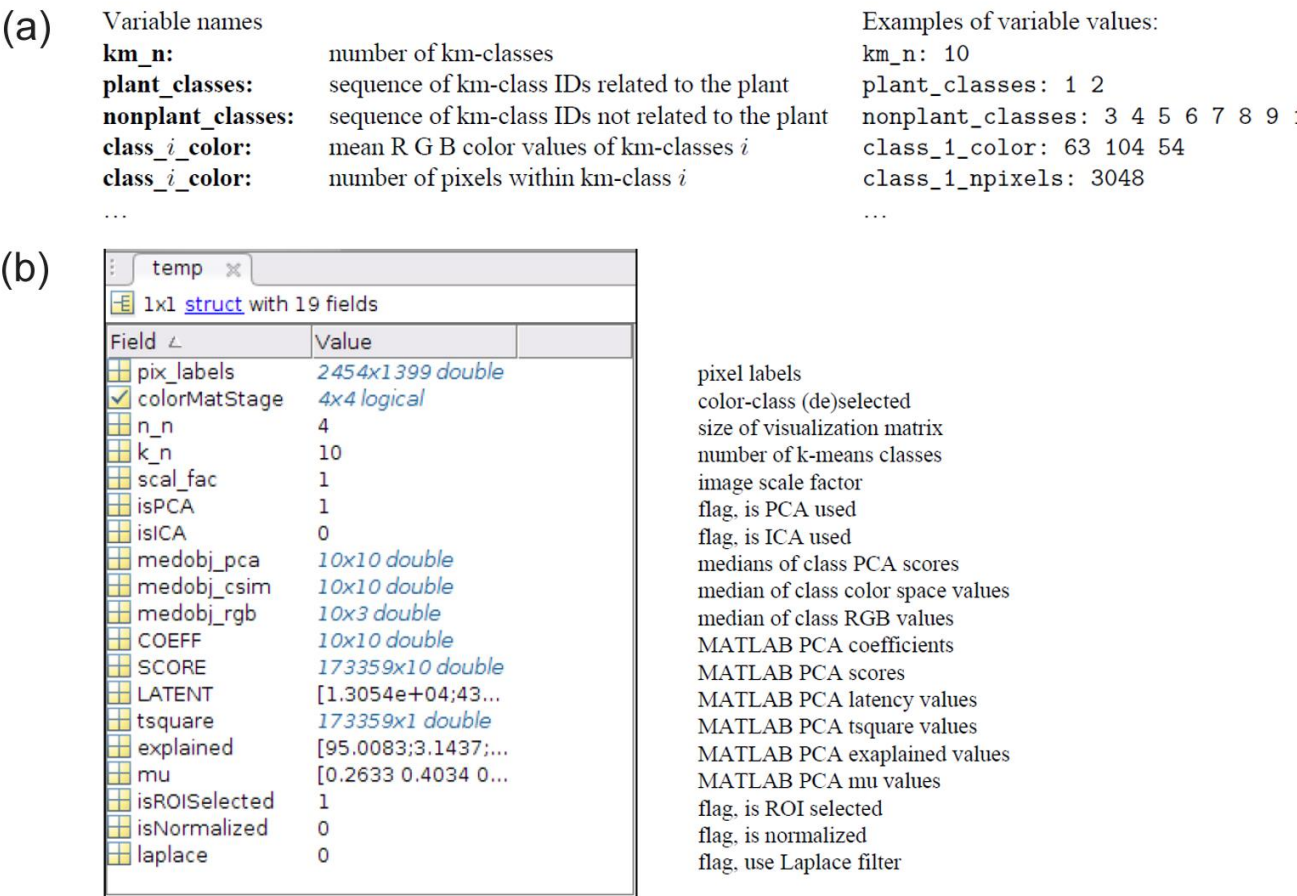 (a)
Variable names Examples of variable values:
km_n: number of km-classes km_n: 10
plant_classes: sequence of km-class IDs related to the plant plant_classes: 1 2
nonplant_classes: sequence of km-class IDs not related to the plant nonplant_classes: 3 4 5 6 7 8 9
class_i_color: mean R G B color values of km-classes i class_1_color: 63 104 54
class_i_color: number of pixels within km-class i class_1_npixels: 3048
... ...
(b)
temp
1x1 struct with 19 fields
Field Value
pix_labels 2454x1399 double pixel labels
colorMatStage 4x4 logical color-class (de)selected
n_n 4 size of visualization matrix
k_n 10 number of k-means classes
scal_fac 1 image scale factor
isPCA 1 flag, is PCA used
isICA 0 flag, is ICA used
medobj_pca 10x10 double medians of class PCA scores
medobj_csim 10x10 double median of class color space values
medobj_rgb 10x3 double median of class RGB values
COEFF 10x10 double MATLAB PCA coefficients
SCORE 173359x10 double MATLAB PCA scores
LATENT [1.3054e+04;43... MATLAB PCA latency values
tsquare 173359x1 double MATLAB PCA tsquare values
explained [95.0083;3.1437;... MATLAB PCA exaplained values
mu [0.2633 0.4034 0... MATLAB PCA mu values
isROISelected 1 flag, is ROI selected
isNormalized 0 flag, is normalized
laplace 0 flag, use Laplace filter